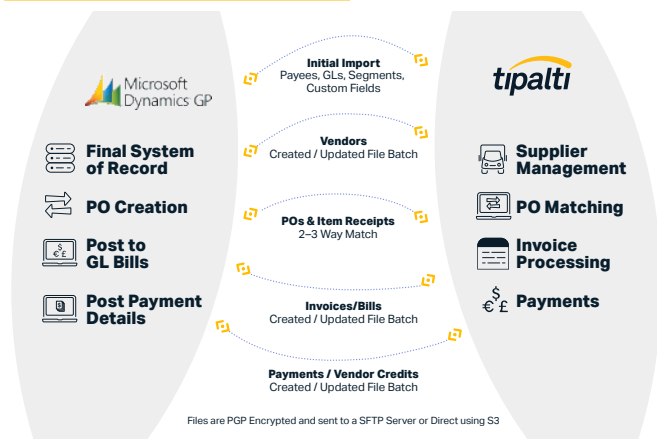 Microsoft
Dynamics GP
Final System
of Record
PO Creation
Post to
GL Bills
Post Payment
Details
Initial Import
Payees, GLs, Segments,
Custom Fields
Vendors
Created / Updated File Batch
POs & Item Receipts
2–3 Way Match
Invoices/Bills
Created / Updated File Batch
Payments / Vendor Credits
Created / Updated File Batch
tipalti
Supplier
Management
PO Matching
Invoice
Processing
Payments
Files are PGP Encrypted and sent to a SFTP Server or Direct using S3